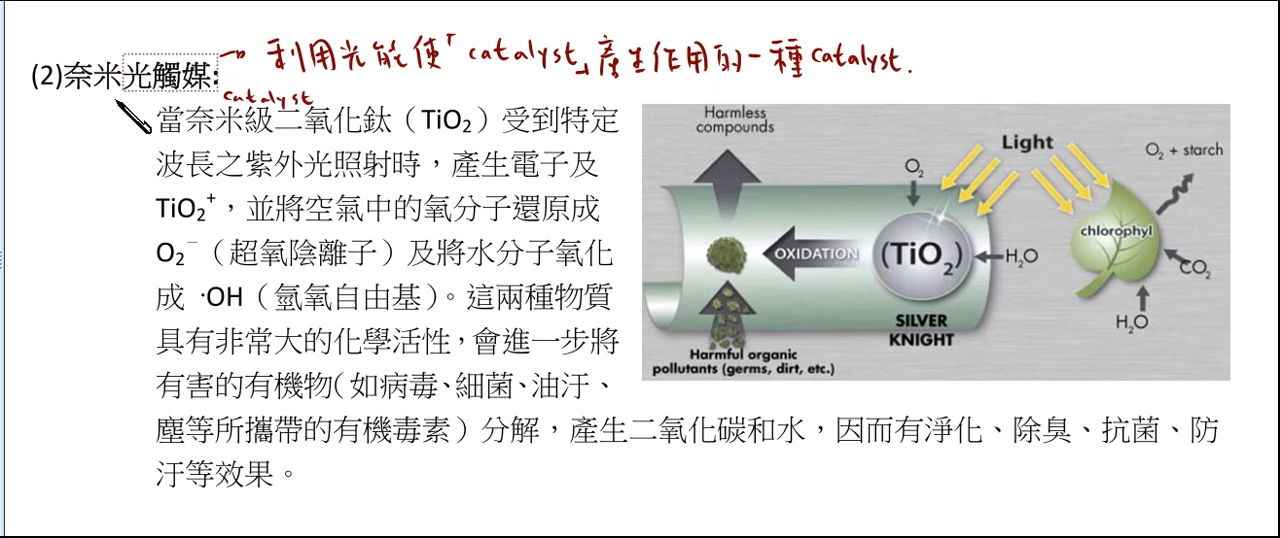 → 利用光能使「catalyst」產生作用的一種catalyst.
(2)奈米光觸媒:
catalyst
當奈米級二氧化鈦（TiO₂）受到特定
波長之紫外光照射時，產生電子及
TiO₂⁺，並將空氣中的氧分子還原成
O₂⁻（超氧陰離子）及將水分子氧化
成 ·OH（氫氧自由基）。這兩種物質
具有非常大的化學活性，會進一步將
有害的有機物(如病毒、細菌、油汙、
塵等所攜帶的有機毒素）分解，產生二氧化碳和水，因而有淨化、除臭、抗菌、防
汙等效果。
Harmless
compounds
Light
O₂
O₂ + starch
OXIDATION
(TiO₂)
H₂O
chlorophyl
CO₂
H₂O
SILVER
KNIGHT
Harmful organic
pollutants (germs, dirt, etc.)